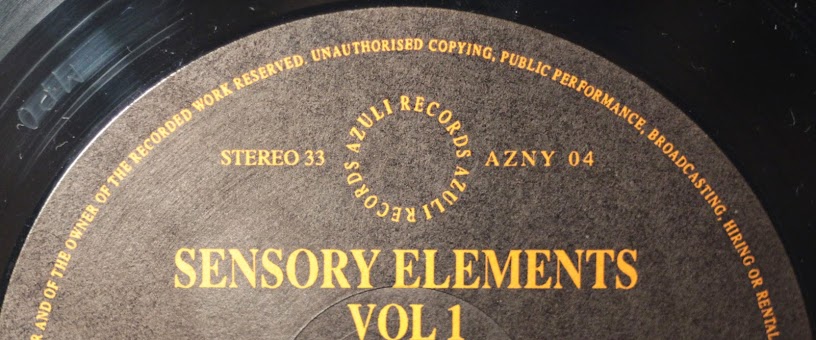 R AND OF THE OWNER OF THE RECORDED WORK RESERVED. UNAUTHORISED COPYING, PUBLIC PERFORMANCE, BROADCASTING, HIRING OR RENTAL
AZULI RECORDS AZULI RECORDS
STEREO 33
AZNY 04
SENSORY ELEMENTS
VOL 1